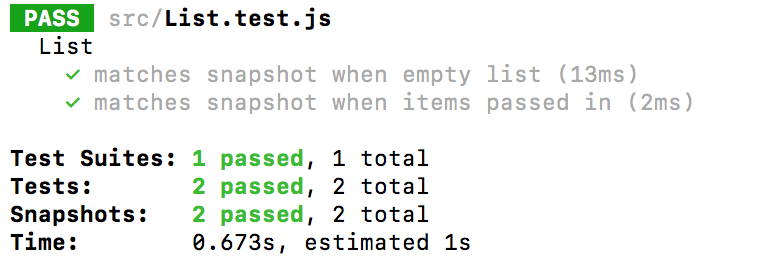 PASS src/List.test.js
List
✓ matches snapshot when empty list (13ms)
✓ matches snapshot when items passed in (2ms)
Test Suites: 1 passed, 1 total
Tests: 2 passed, 2 total
Snapshots: 2 passed, 2 total
Time: 0.673s, estimated 1s